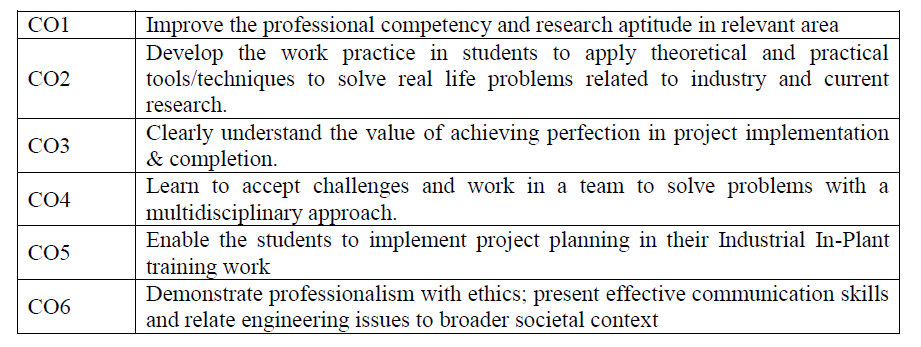 CO1 Improve the professional competency and research aptitude in relevant area
Develop the work practice in students to apply theoretical and practical
CO2 tools/techniques to solve real life problems related to industry and current
research.
CO3 Clearly understand the value of achieving perfection in project implementation
& completion.
CO4 Learn to accept challenges and work in a team to solve problems with a
multidisciplinary approach.
CO5 Enable the students to implement project planning in their Industrial In-Plant
training work
CO6 Demonstrate professionalism with ethics; present effective communication skills
and relate engineering issues to broader societal context